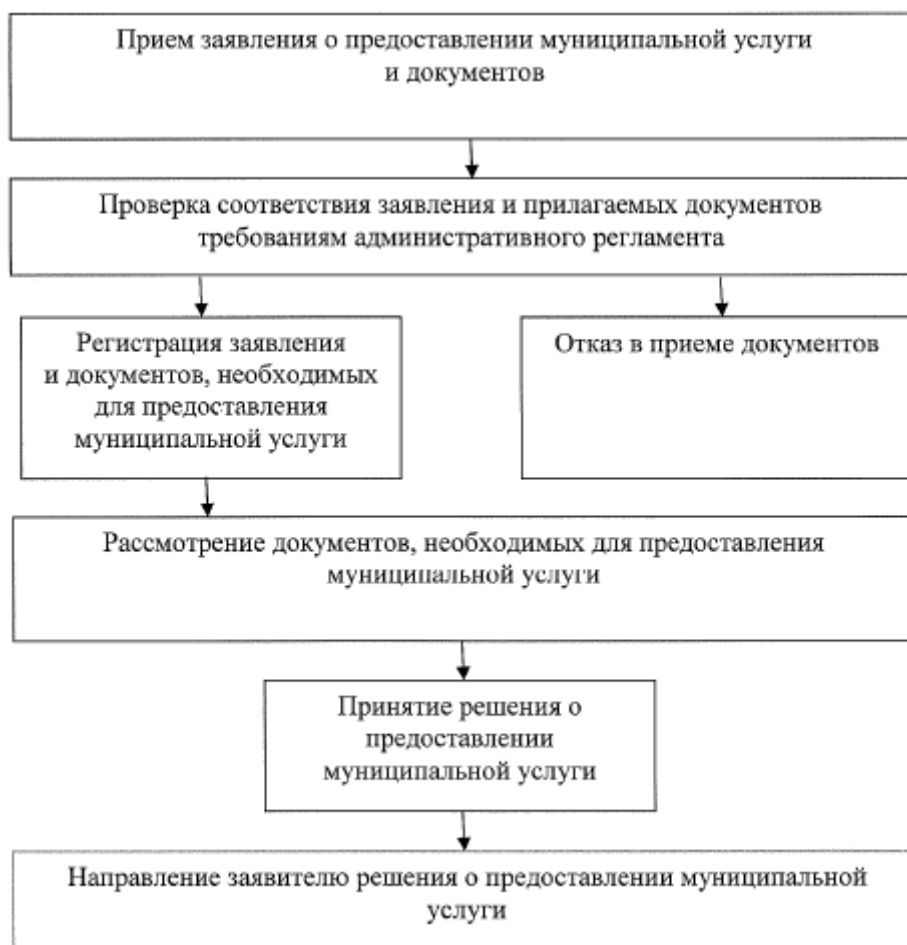 Прием заявления о предоставлении муниципальной услуги
и документов
Проверка соответствия заявления и прилагаемых документов
требованиям административного регламента
Регистрация заявления
и документов, необходимых
для предоставления
муниципальной услуги
Отказ в приеме документов
Рассмотрение документов, необходимых для предоставления
муниципальной услуги
Принятие решения о
предоставлении
муниципальной услуги
Направление заявителю решения о предоставлении муниципальной
услуги